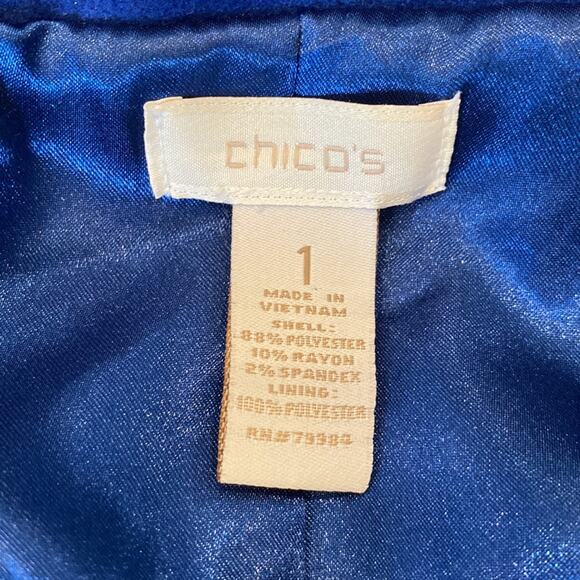 chico's
1
MADE IN
VIETNAM
SHELL:
88% POLYESTER
10% RAYON
2% SPANDEX
LINING:
100% POLYESTER
RN#79984